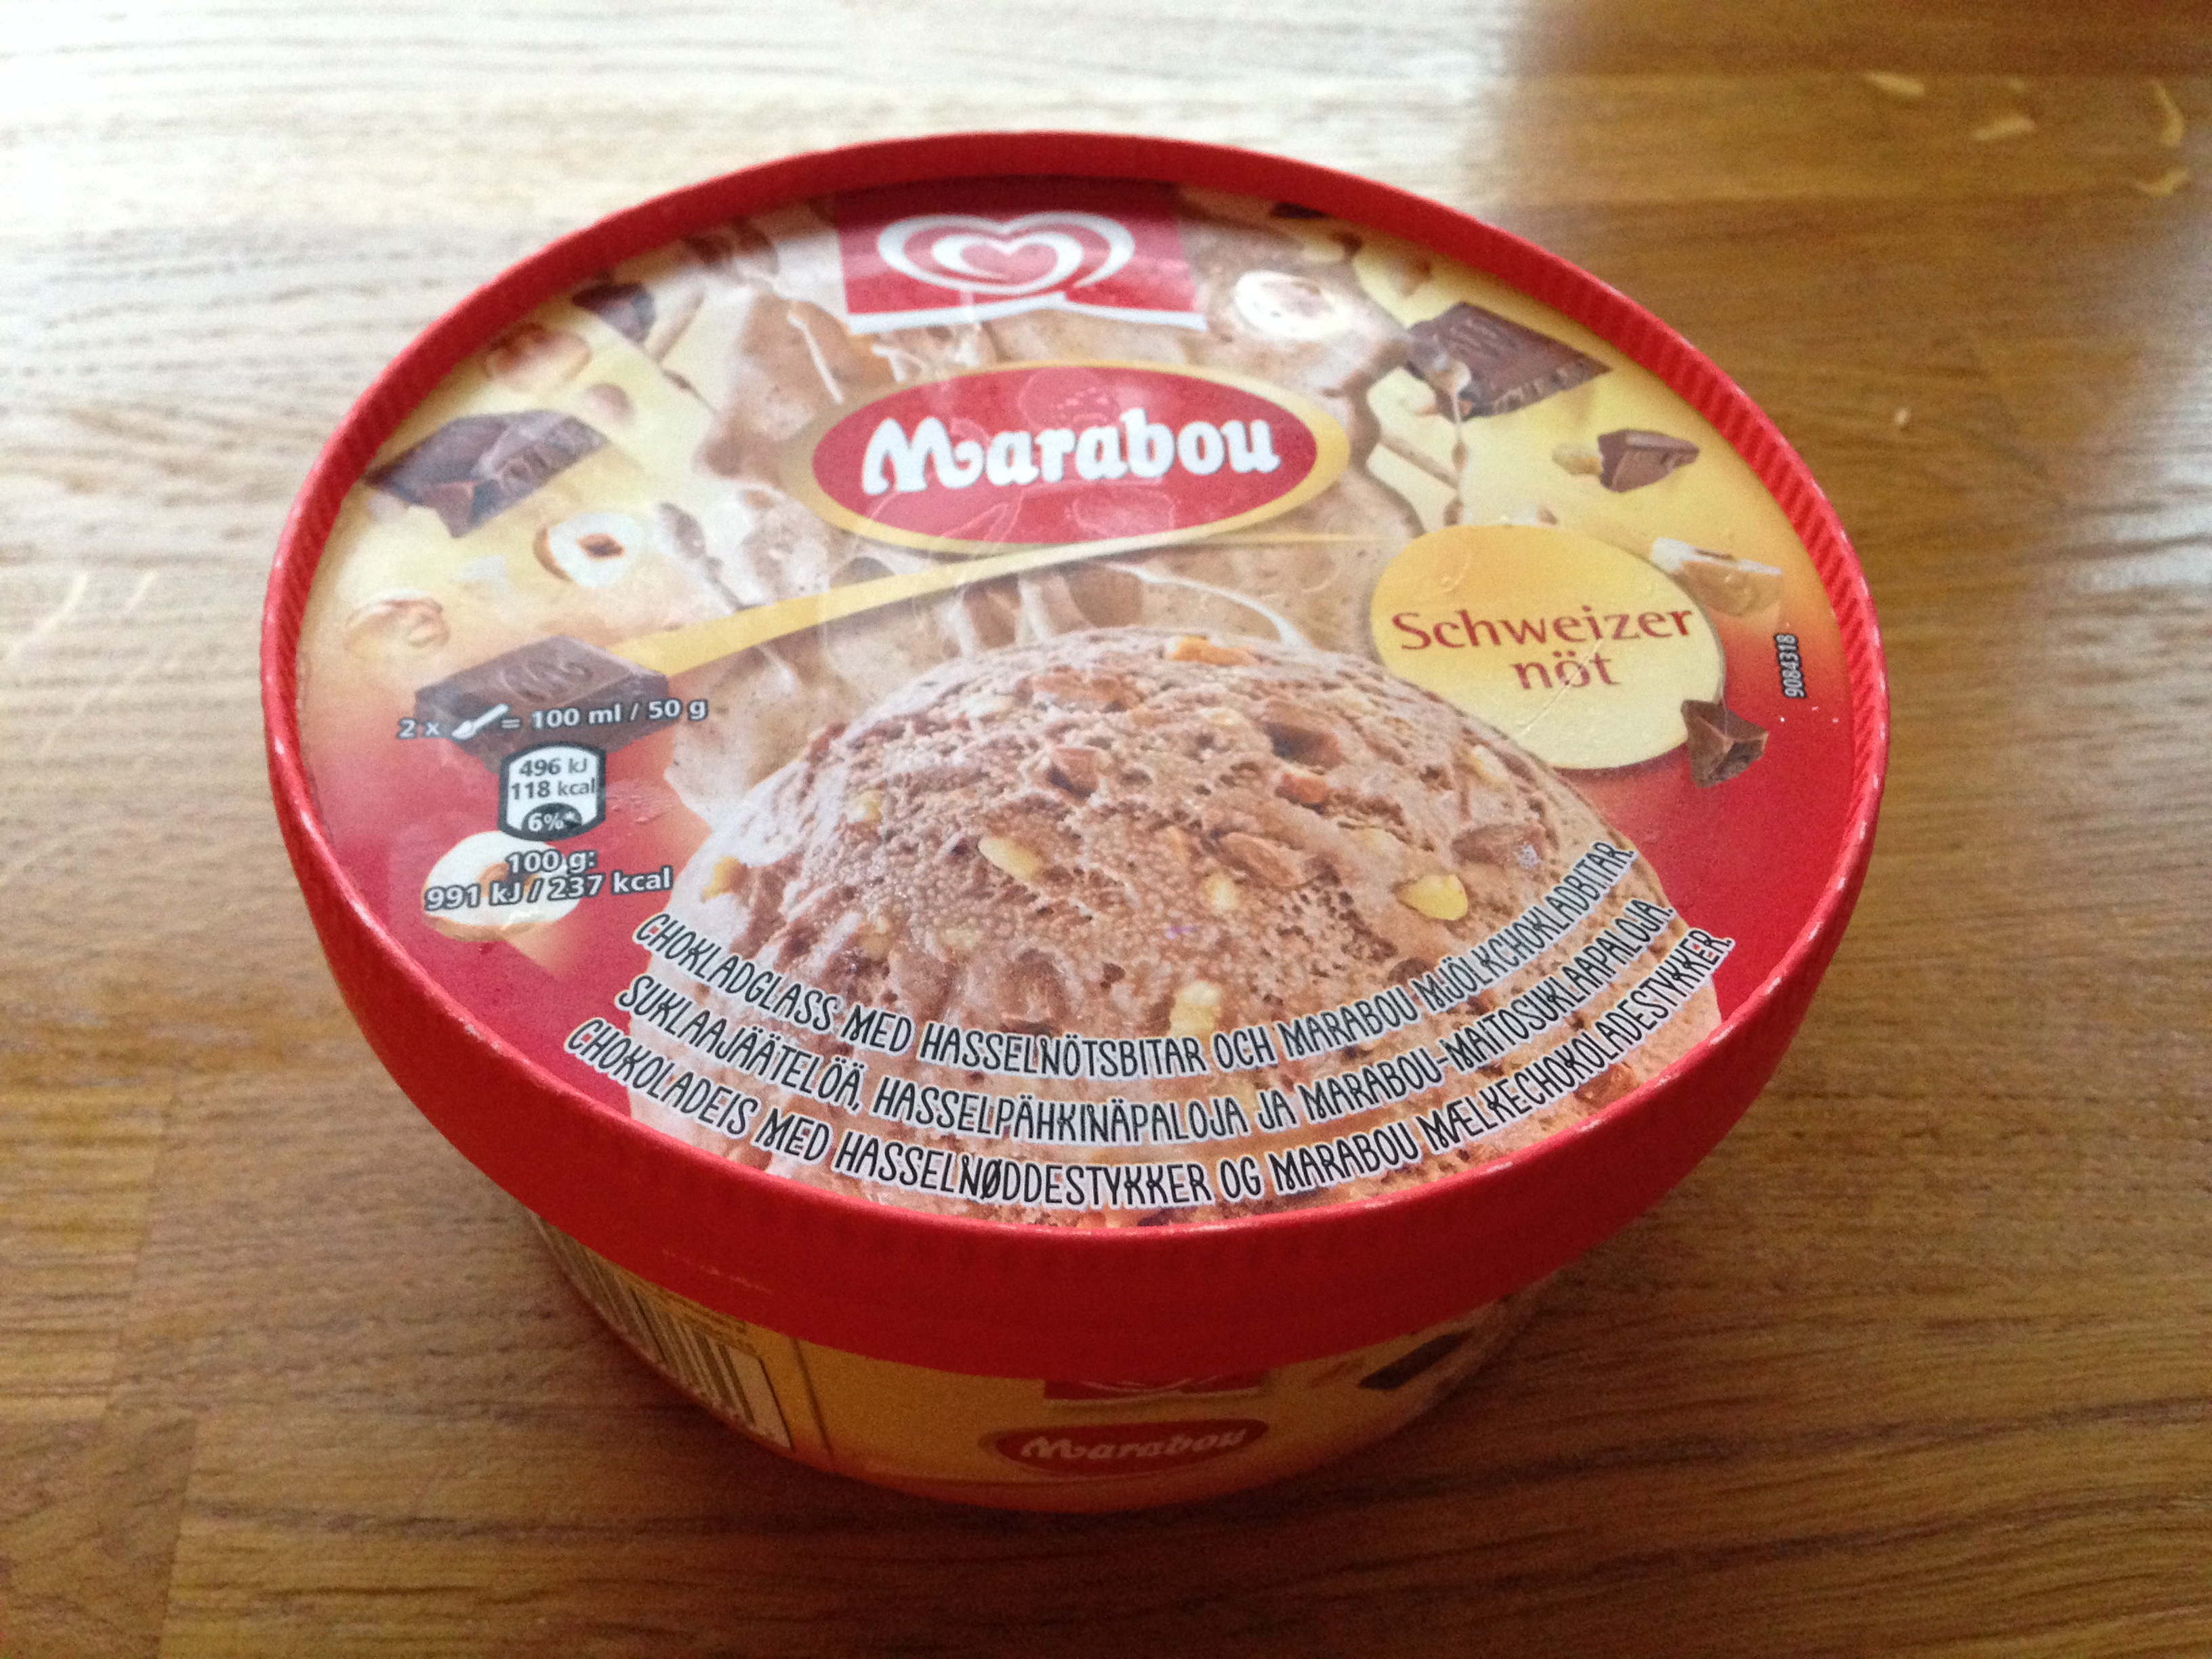 Marabou
Schweizer
nöt
9084318
2 x = 100 ml / 50 g
496 kJ
118 kcal
6%*
100 g:
991 kJ / 237 kcal
CHOKLADGLASS MED HASSELNÖTSBITAR OCH MARABOU MJÖLKCHOKLADBITAR.
SUKLAAJÄÄTELÖÄ, HASSELPÄHKINÄPALOJA JA MARABOU-MAITOSUKLAAPALOJA.
CHOKOLADEIS MED HASSELNØDDESTYKKER OG MARABOU MÆLKECHOKOLADESTYKKER.
Marabou